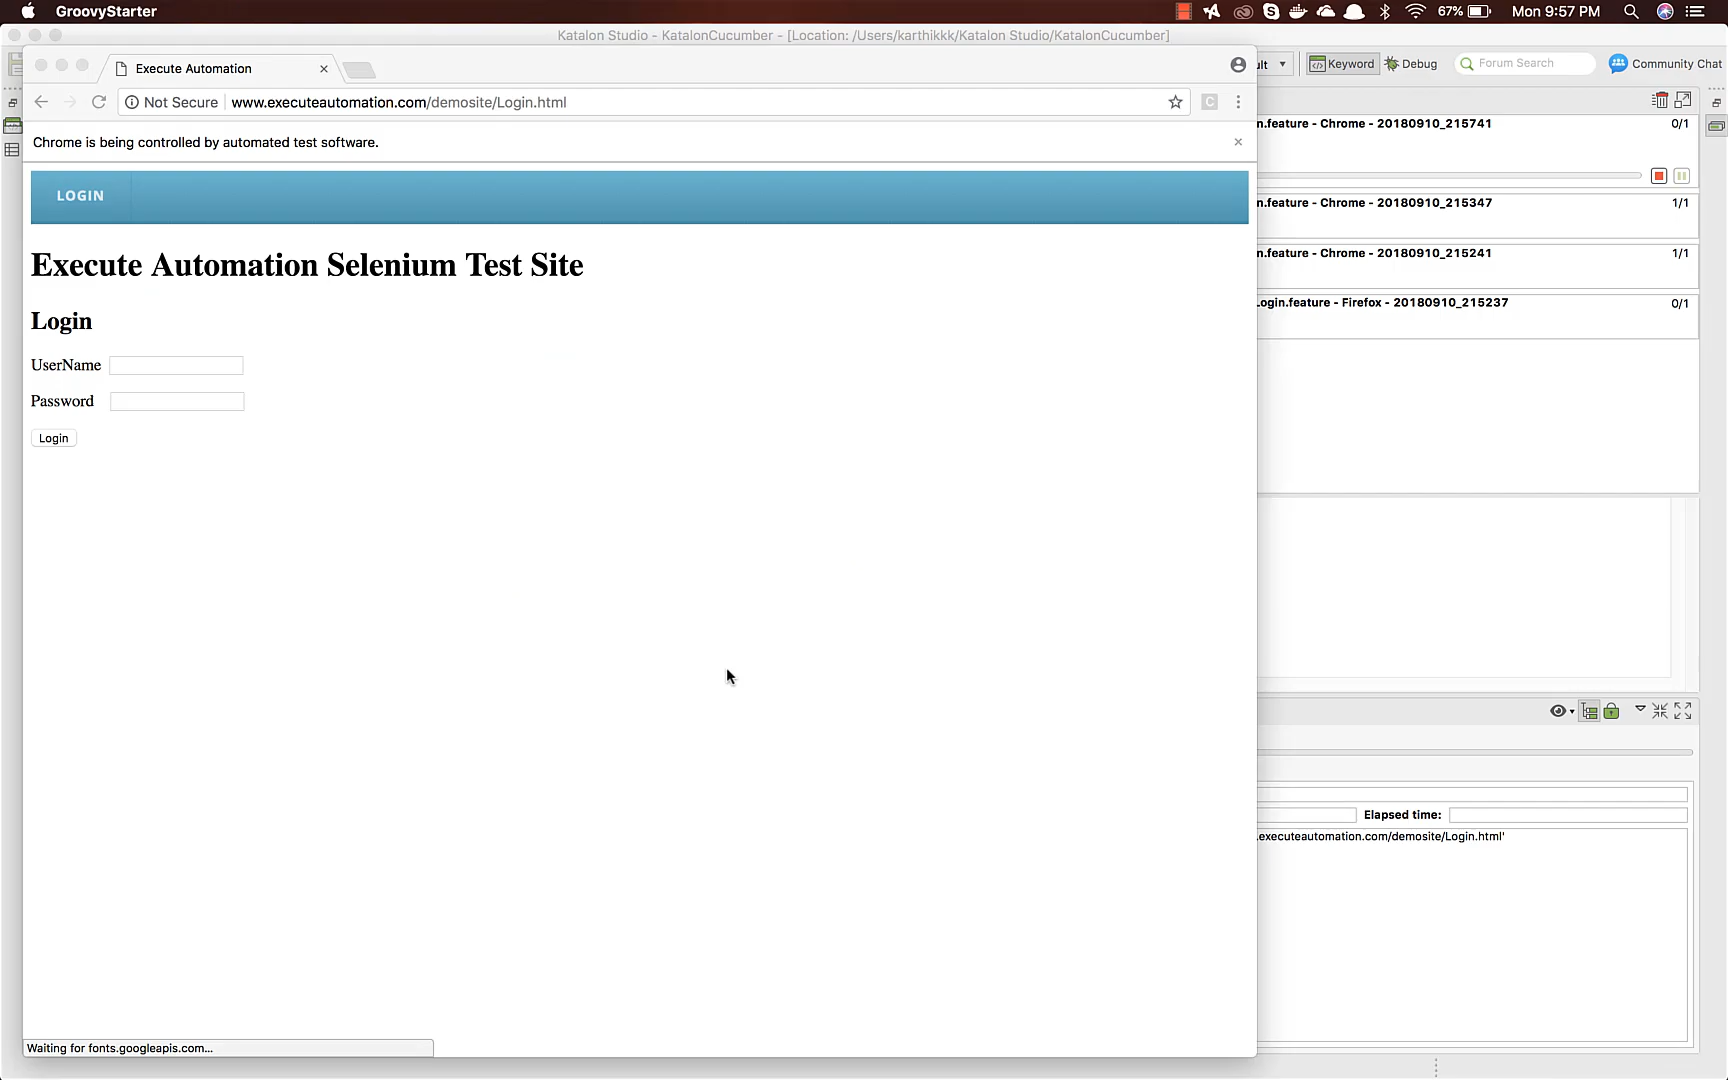 GroovyStarter
67%
Mon 9:57 PM
Katalon Studio - KatalonCucumber - [Location: /Users/karthikkk/Katalon Studio/KatalonCucumber]
Execute Automation
ult
Keyword
Debug
Forum Search
Community Chat
Not Secure
www.executeautomation.com/demosite/Login.html
C
n.feature - Chrome - 20180910_215741
0/1
Chrome is being controlled by automated test software.
LOGIN
n.feature - Chrome - 20180910_215347
1/1
n.feature - Chrome - 20180910_215241
1/1
Execute Automation Selenium Test Site
Login.feature - Firefox - 20180910_215237
0/1
Login
UserName
Password
Login
Elapsed time:
.executeautomation.com/demosite/Login.html'
Waiting for fonts.googleapis.com...